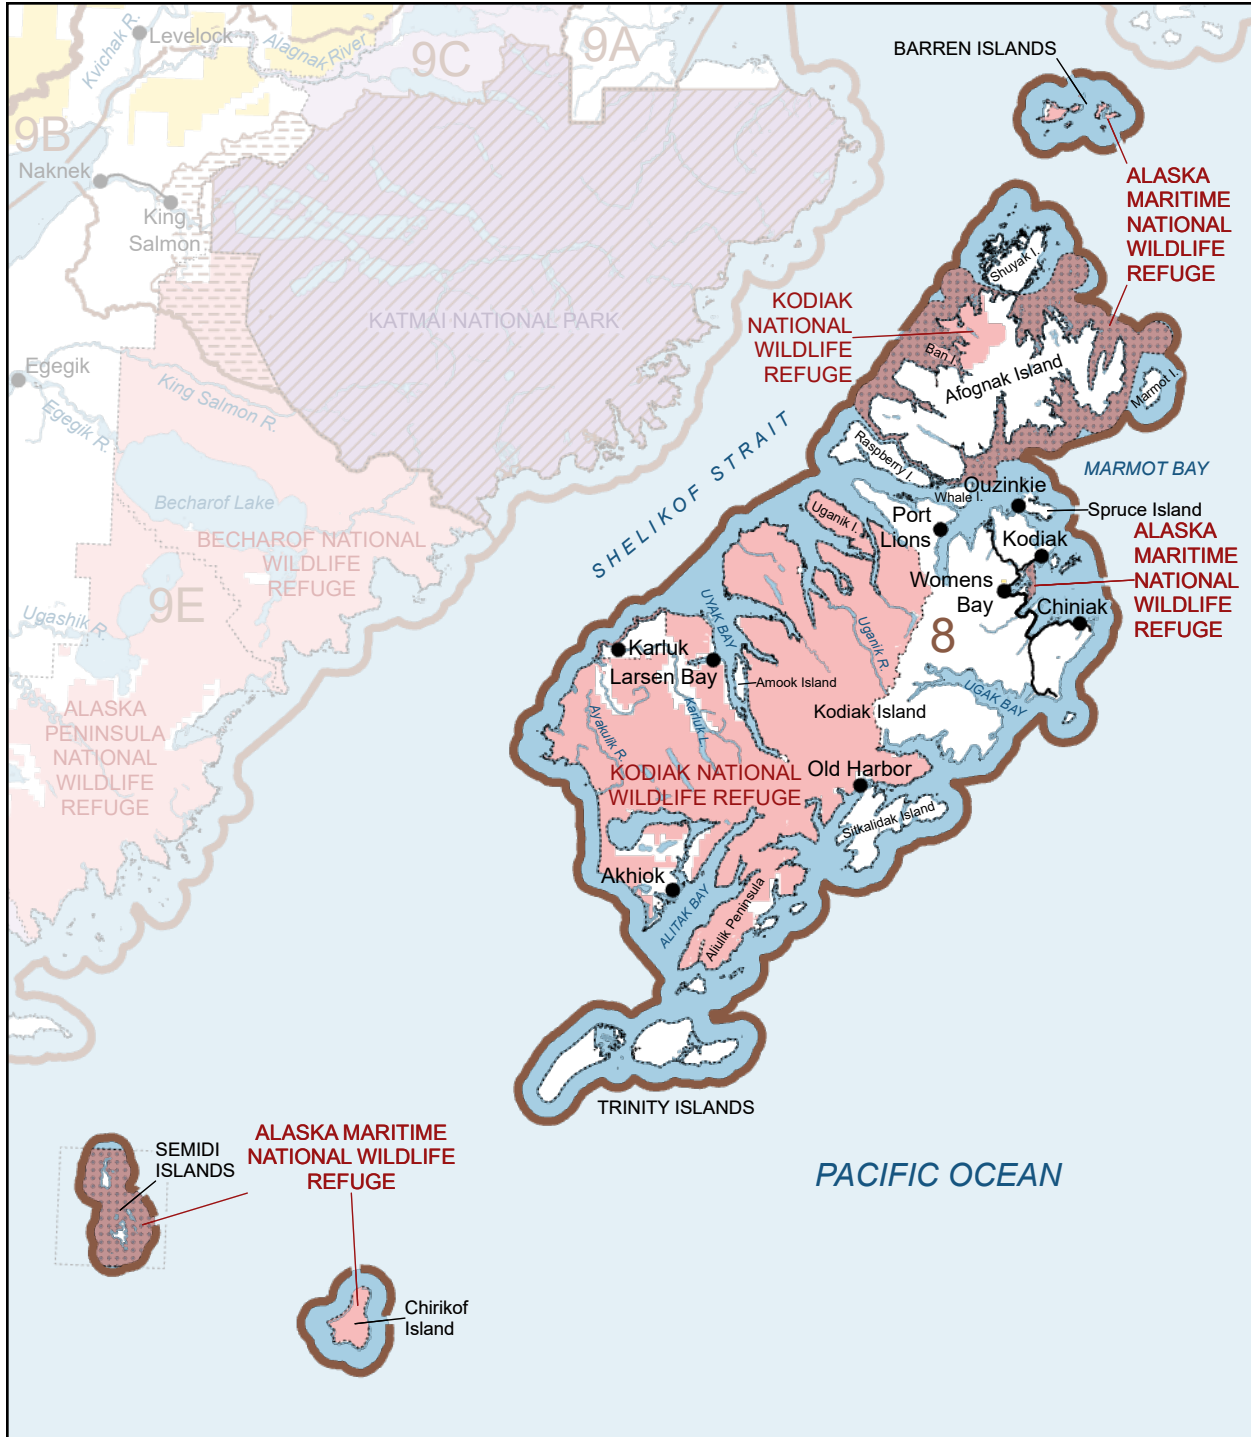 Kvichak R.
Levelock
Alagnak River
9C
9A
BARREN ISLANDS
9B
Naknek
King
Salmon
ALASKA
MARITIME
NATIONAL
WILDLIFE
REFUGE
Shuyak I.
KATMAI NATIONAL PARK
KODIAK
NATIONAL
WILDLIFE
REFUGE
Ban I.
Afognak Island
Marmot I.
Egegik
King Salmon R.
Egegik R.
SHELIKOF STRAIT
Raspberry I.
MARMOT BAY
Becharof Lake
Whale I.
Ouzinkie
Spruce Island
Uganik I.
Port
Lions
Kodiak
BECHAROF NATIONAL
WILDLIFE
REFUGE
ALASKA
MARITIME
NATIONAL
WILDLIFE
REFUGE
9E
Womens
Bay
Chiniak
UYAK BAY
Uganik R.
8
Ugashik R.
Karluk
Larsen Bay
Amook Island
UGAK BAY
Kodiak Island
ALASKA
PENINSULA
NATIONAL
WILDLIFE
REFUGE
Ayakulik R.
Karluk L.
Old Harbor
KODIAK NATIONAL
WILDLIFE REFUGE
Sitkalidak Island
Akhiok
ALITAK BAY
Aliulik Peninsula
TRINITY ISLANDS
SEMIDI
ISLANDS
ALASKA MARITIME
NATIONAL WILDLIFE
REFUGE
PACIFIC OCEAN
Chirikof
Island